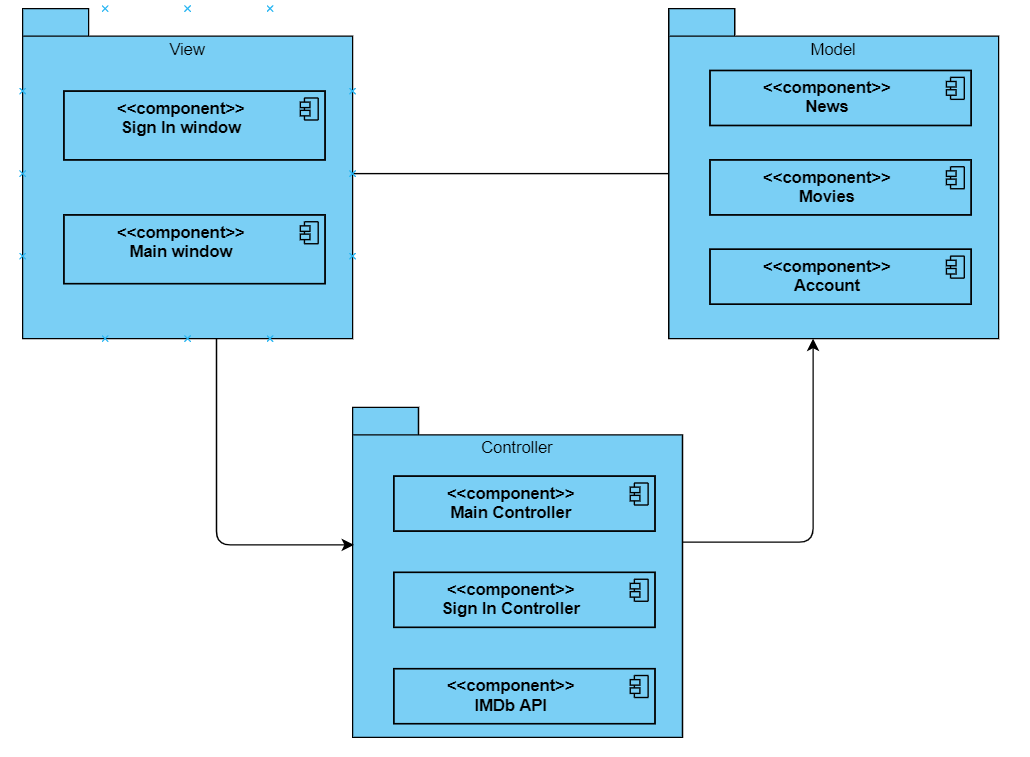 View
<<component>>
Sign In window
<<component>>
Main window
Model
<<component>>
News
<<component>>
Movies
<<component>>
Account
Controller
<<component>>
Main Controller
<<component>>
Sign In Controller
<<component>>
IMDb API